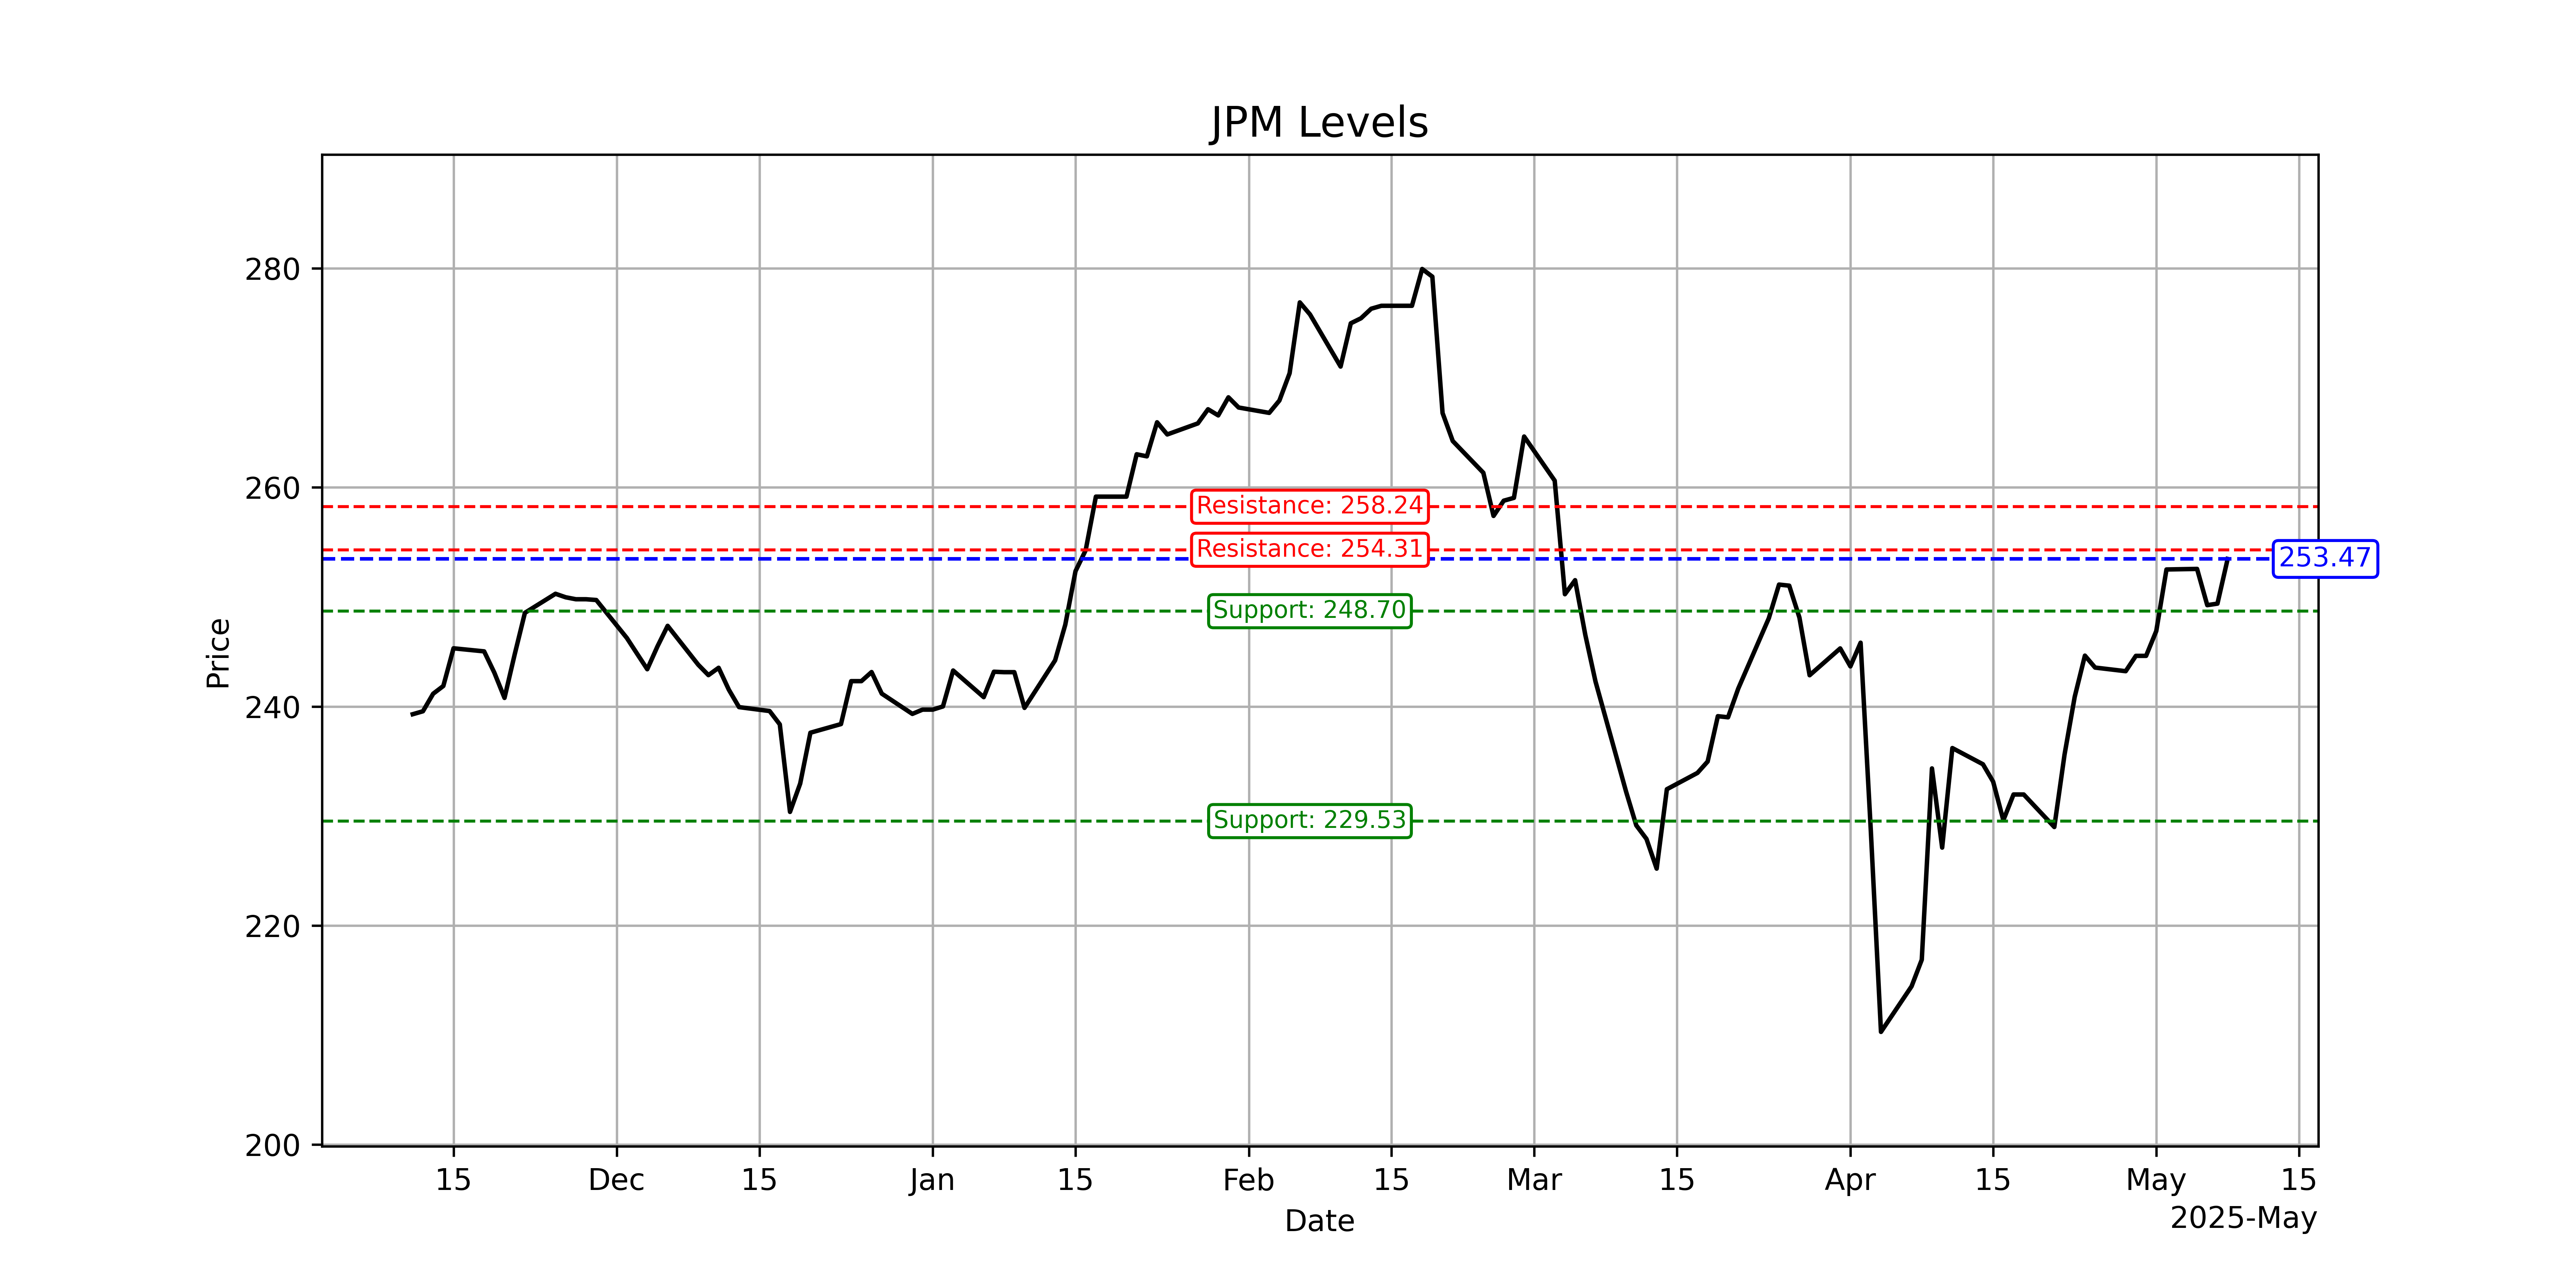 JPM Levels
280
260
240
220
200
Price
Resistance: 258.24
Resistance: 254.31
253.47
Support: 248.70
Support: 229.53
15 Dec 15 Jan 15 Feb 15 Mar 15 Apr 15 May 15
2025-May
Date